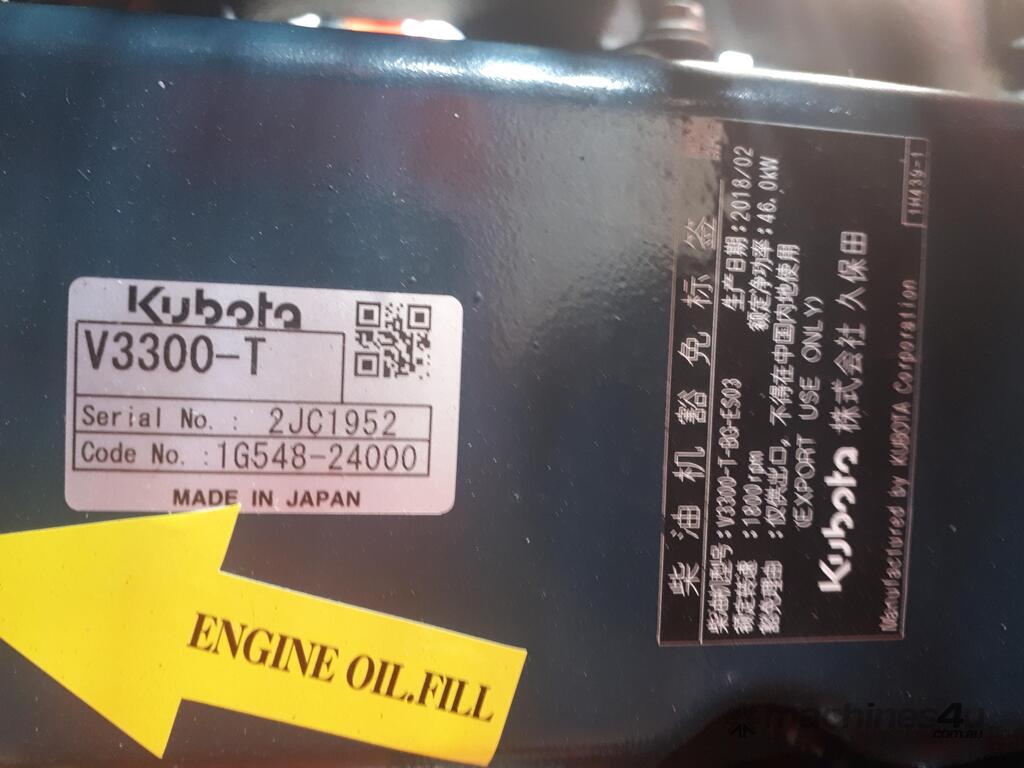 Kubota
V3300-T
Serial No. : 2JC1952
Code No. : 1G548-24000
MADE IN JAPAN
ENGINE OIL.FILL
柴油机豁免标签
柴油机型号:V3300-T-BG-ES03 生产日期:2018/02
额定转速 :1800 rpm 额定净功率:46.0kW
豁免理由 :仅供出口，不得在中国内地使用
(EXPORT USE ONLY)
Kubota 株式会社 久保田
Manufactured by KUBOTA Corporation
1H439-1
machines4u
.com.au